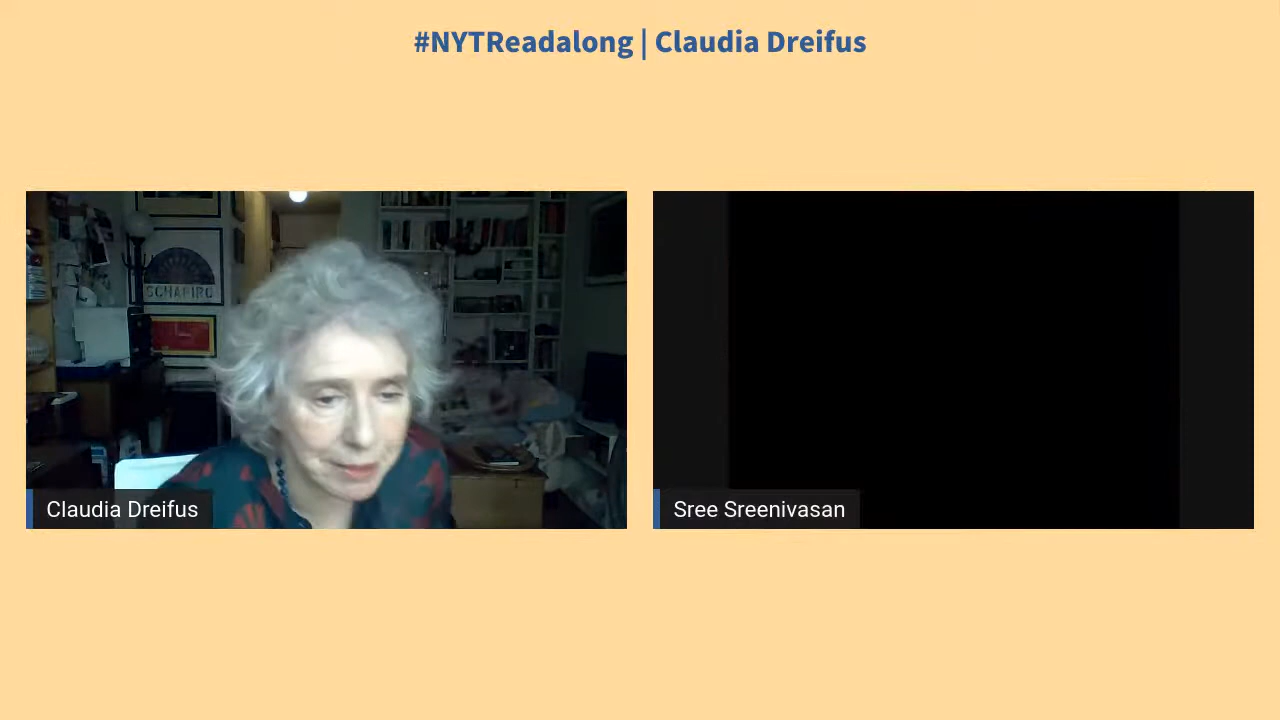 #NYTReadalong | Claudia Dreifus
SCHAPIRO
Claudia Dreifus
Sree Sreenivasan